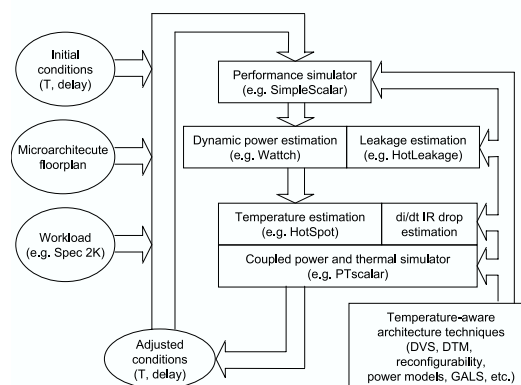 Initial
conditions
(T, delay)
Microarchitecute
floorplan
Workload
(e.g. Spec 2K)
Performance simulator
(e.g. SimpleScalar)
Dynamic power estimation
(e.g. Wattch)
Leakage estimation
(e.g. HotLeakage)
Temperature estimation
(e.g. HotSpot)
di/dt IR drop
estimation
Coupled power and thermal simulator
(e.g. PTscalar)
Adjusted
conditions
(T, delay)
Temperature-aware
architecture techniques
(DVS, DTM,
reconfigurability,
power models, GALS, etc.)